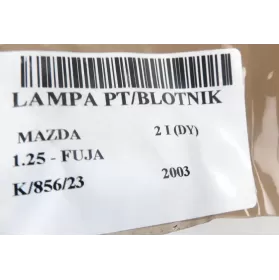 LAMPA PT/BLOTNIK
MAZDA 2 I (DY)
1.25 - FUJA
K/856/23 2003